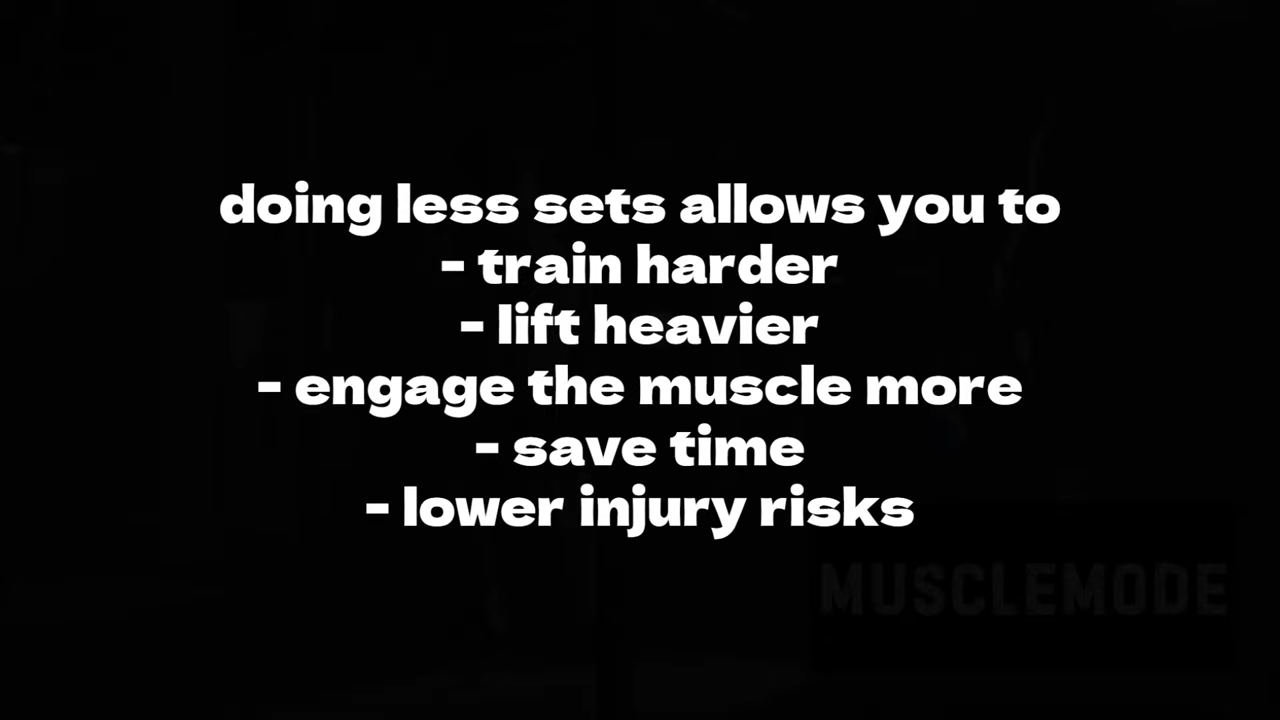 doing less sets allows you to
- train harder
- lift heavier
- engage the muscle more
- save time
- lower injury risks
MUSCLEMODE